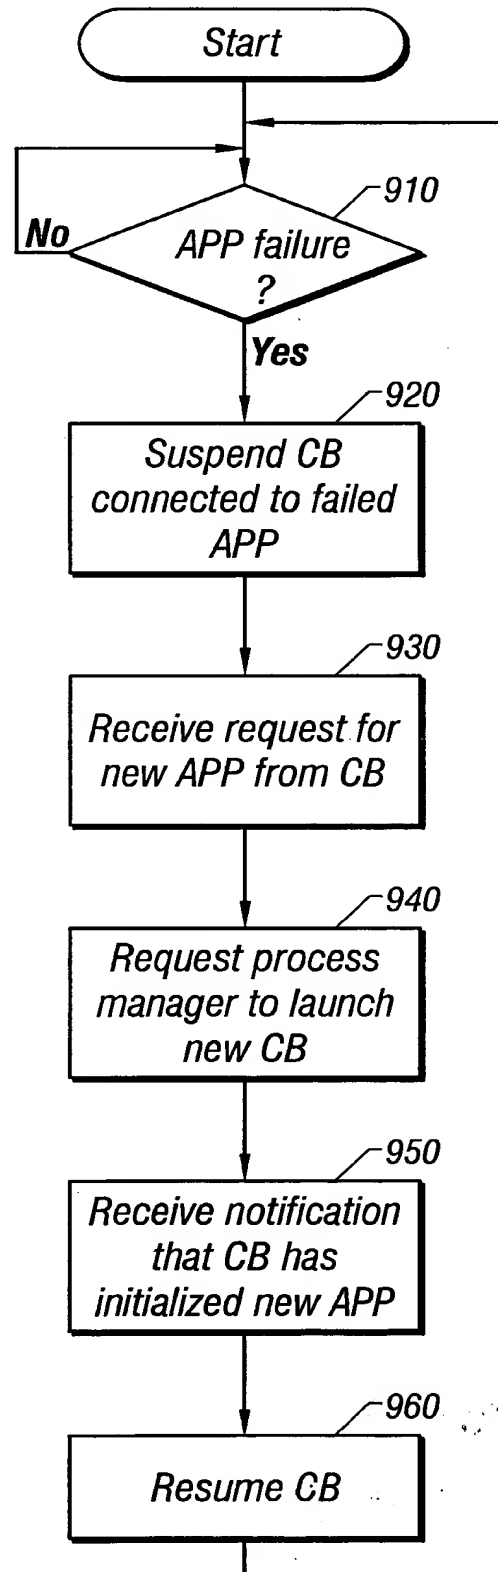 Start
910
No
APP failure
?
Yes
920
Suspend CB
connected to failed
APP
930
Receive request for
new APP from CB
940
Request process
manager to launch
new CB
950
Receive notification
that CB has
initialized new APP
960
Resume CB